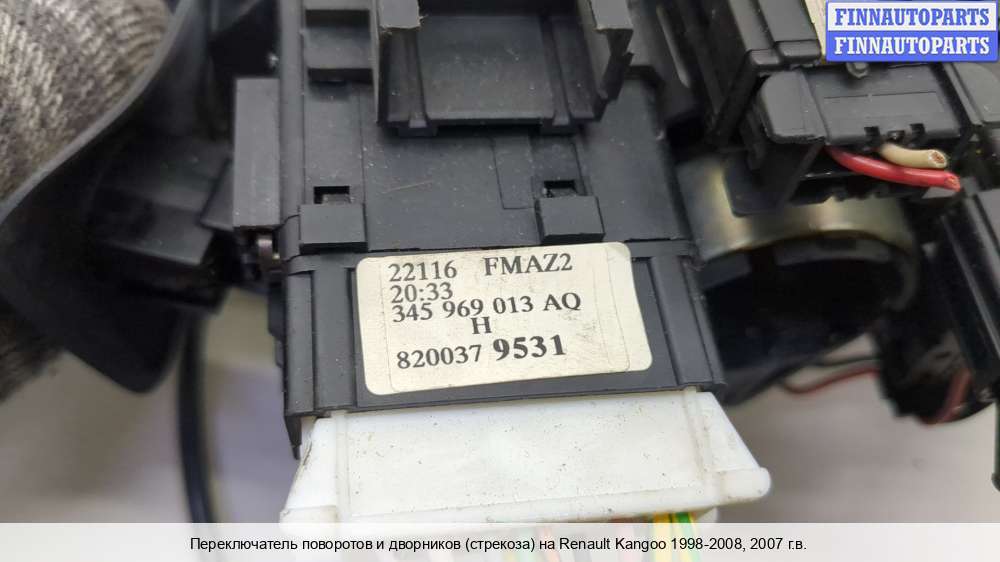 FINNAUTOPARTS
FINNAUTOPARTS
22116 FMAZ2
20:33
345 969 013 AQ
H
820037 9531
Переключатель поворотов и дворников (стрекоза) на Renault Kangoo 1998-2008, 2007 г.в.